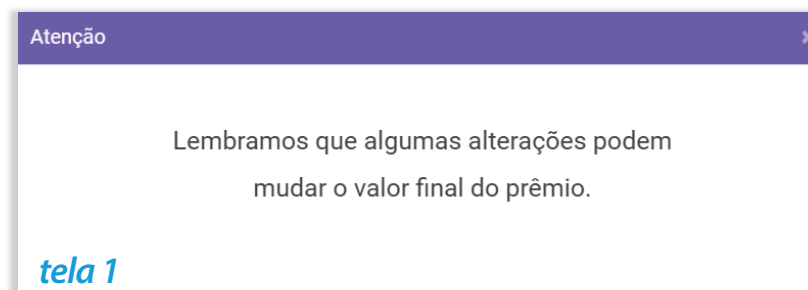 Atenção
Lembramos que algumas alterações podem
mudar o valor final do prêmio.
tela 1